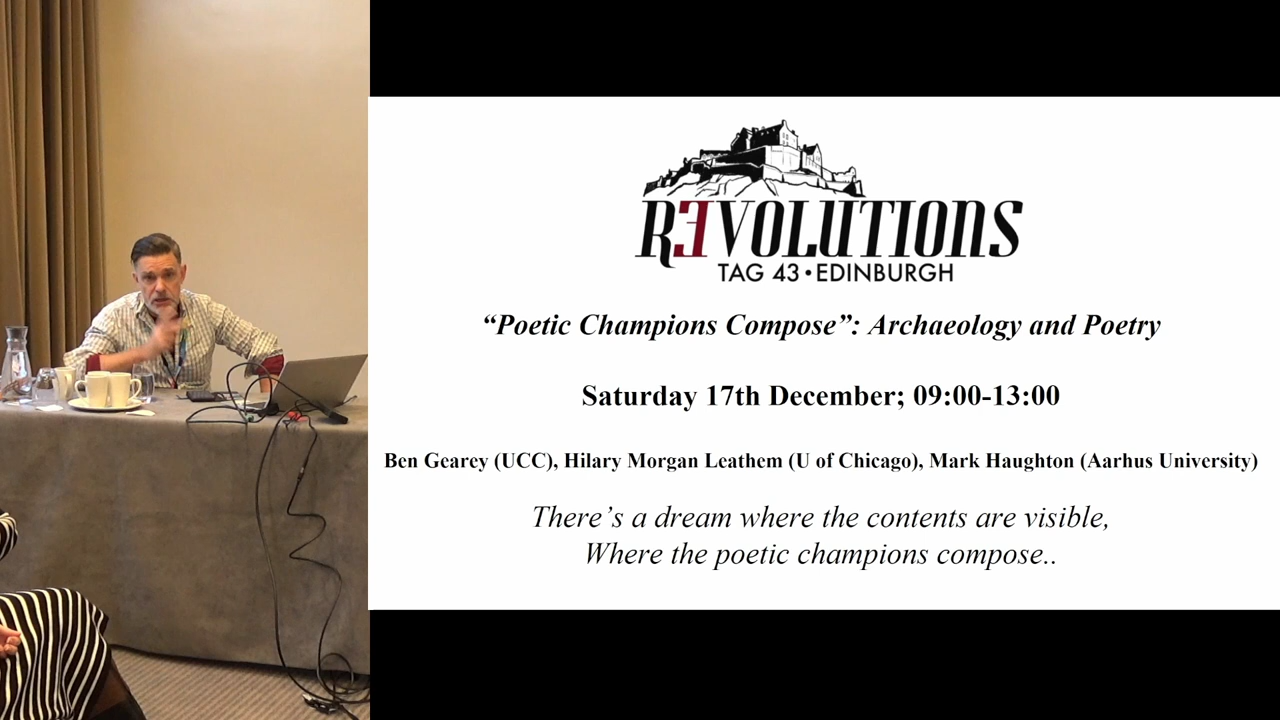 REVOLUTIONS
TAG 43 • EDINBURGH
“Poetic Champions Compose”: Archaeology and Poetry
Saturday 17th December; 09:00-13:00
Ben Gearey (UCC), Hilary Morgan Leathem (U of Chicago), Mark Haughton (Aarhus University)
There’s a dream where the contents are visible,
Where the poetic champions compose..